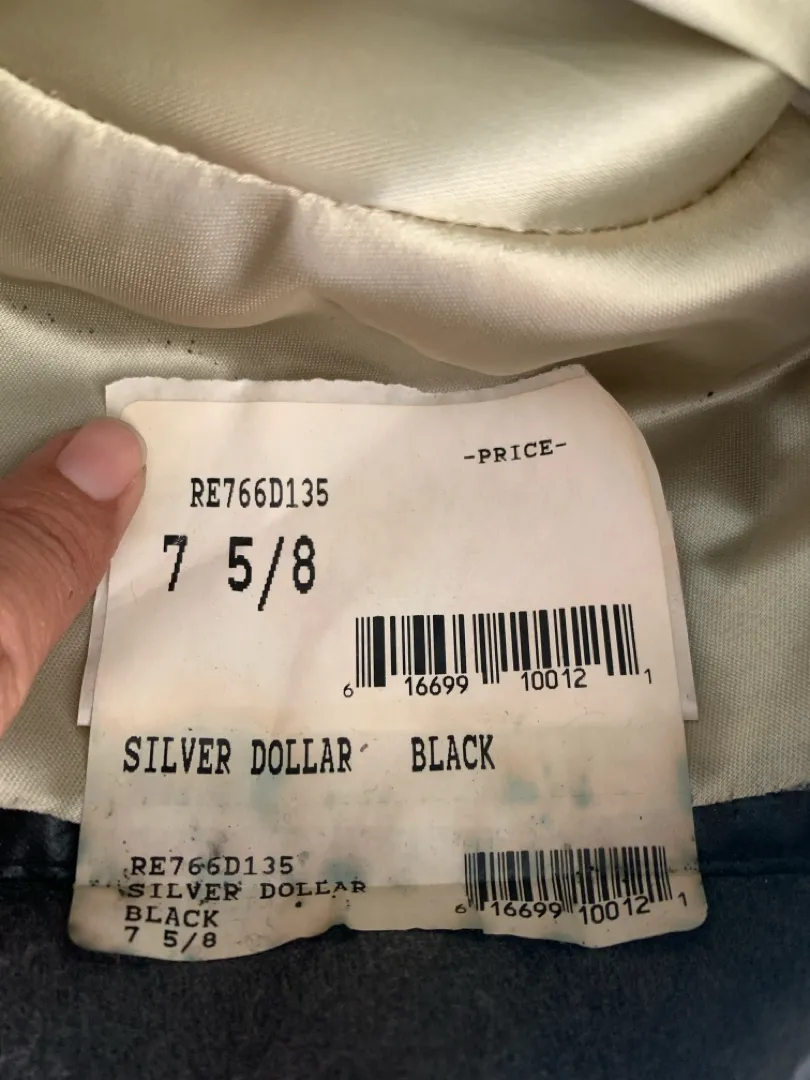 -PRICE-
RE766D135
7 5/8
6 16699 10012 1
SILVER DOLLAR BLACK
RE766D135
SILVER DOLLAR
BLACK
7 5/8
6 16699 10012 1